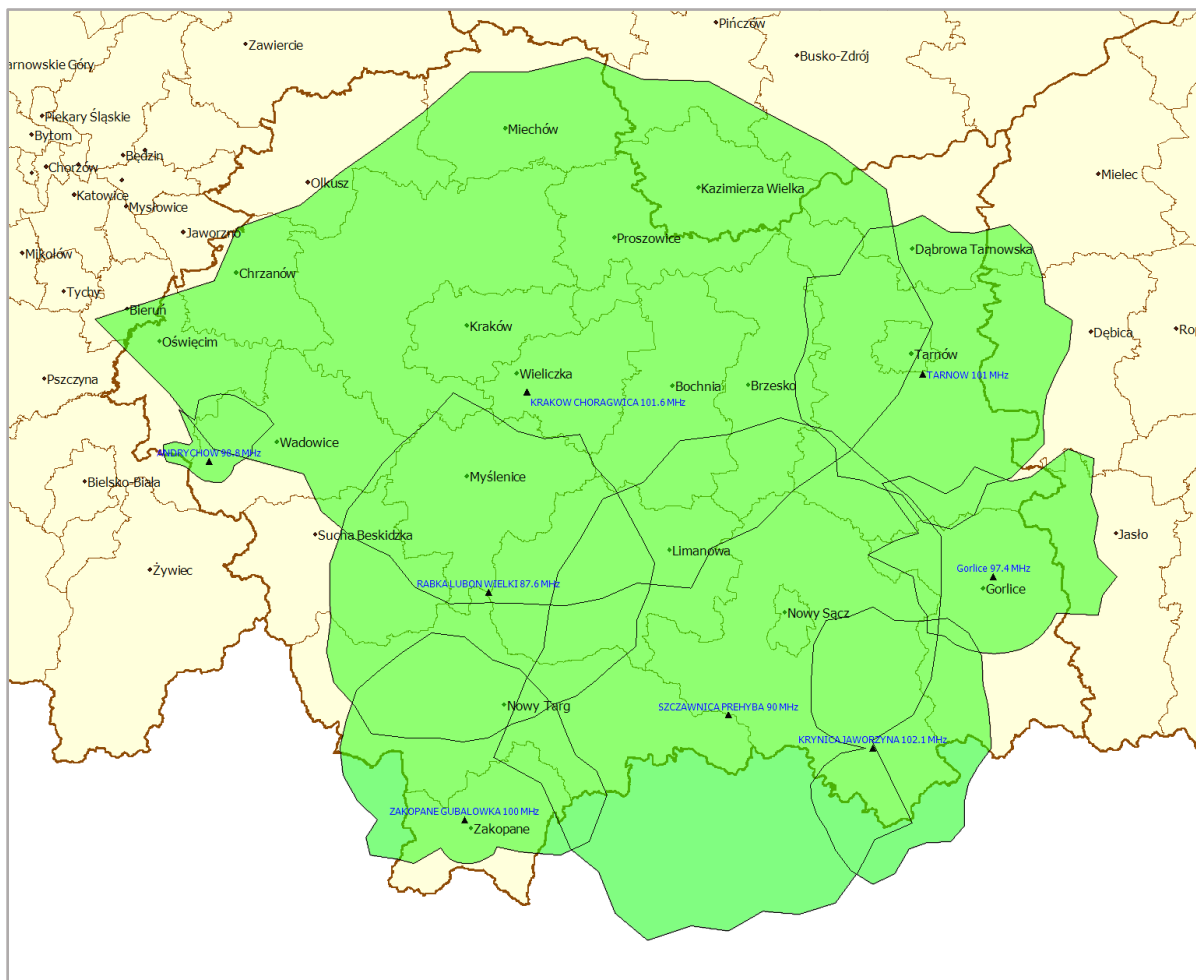 Pińczów
Zawiercie
Busko-Zdrój
arnowskie Góry
Piekary Śląskie
Bytom
Miechów
Będzin
Chorzów
Mielec
Olkusz
Kazimierza Wielka
Katowice
Mysłowice
Jaworzno
Proszowice
Dąbrowa Tarnowska
Mikołów
Chrzanów
Tychy
Bieruń
Kraków
Dębica
Rop
Oświęcim
Tarnów
Wieliczka
TARNOW 101 MHz
Pszczyna
Bochnia
Brzesko
KRAKOW CHORAGWICA 101.6 MHz
Wadowice
ANDRYCHOW 98.8 MHz
Bielsko-Biała
Myślenice
Sucha Beskidzka
Jasło
Limanowa
Żywiec
Gorlice 97.4 MHz
RABKA LUBON WIELKI 87.6 MHz
Gorlice
Nowy Sącz
Nowy Targ
SZCZAWNICA PREHYBA 90 MHz
KRYNICA JAWORZYNA 102.1 MHz
ZAKOPANE GUBALOWKA 100 MHz
Zakopane